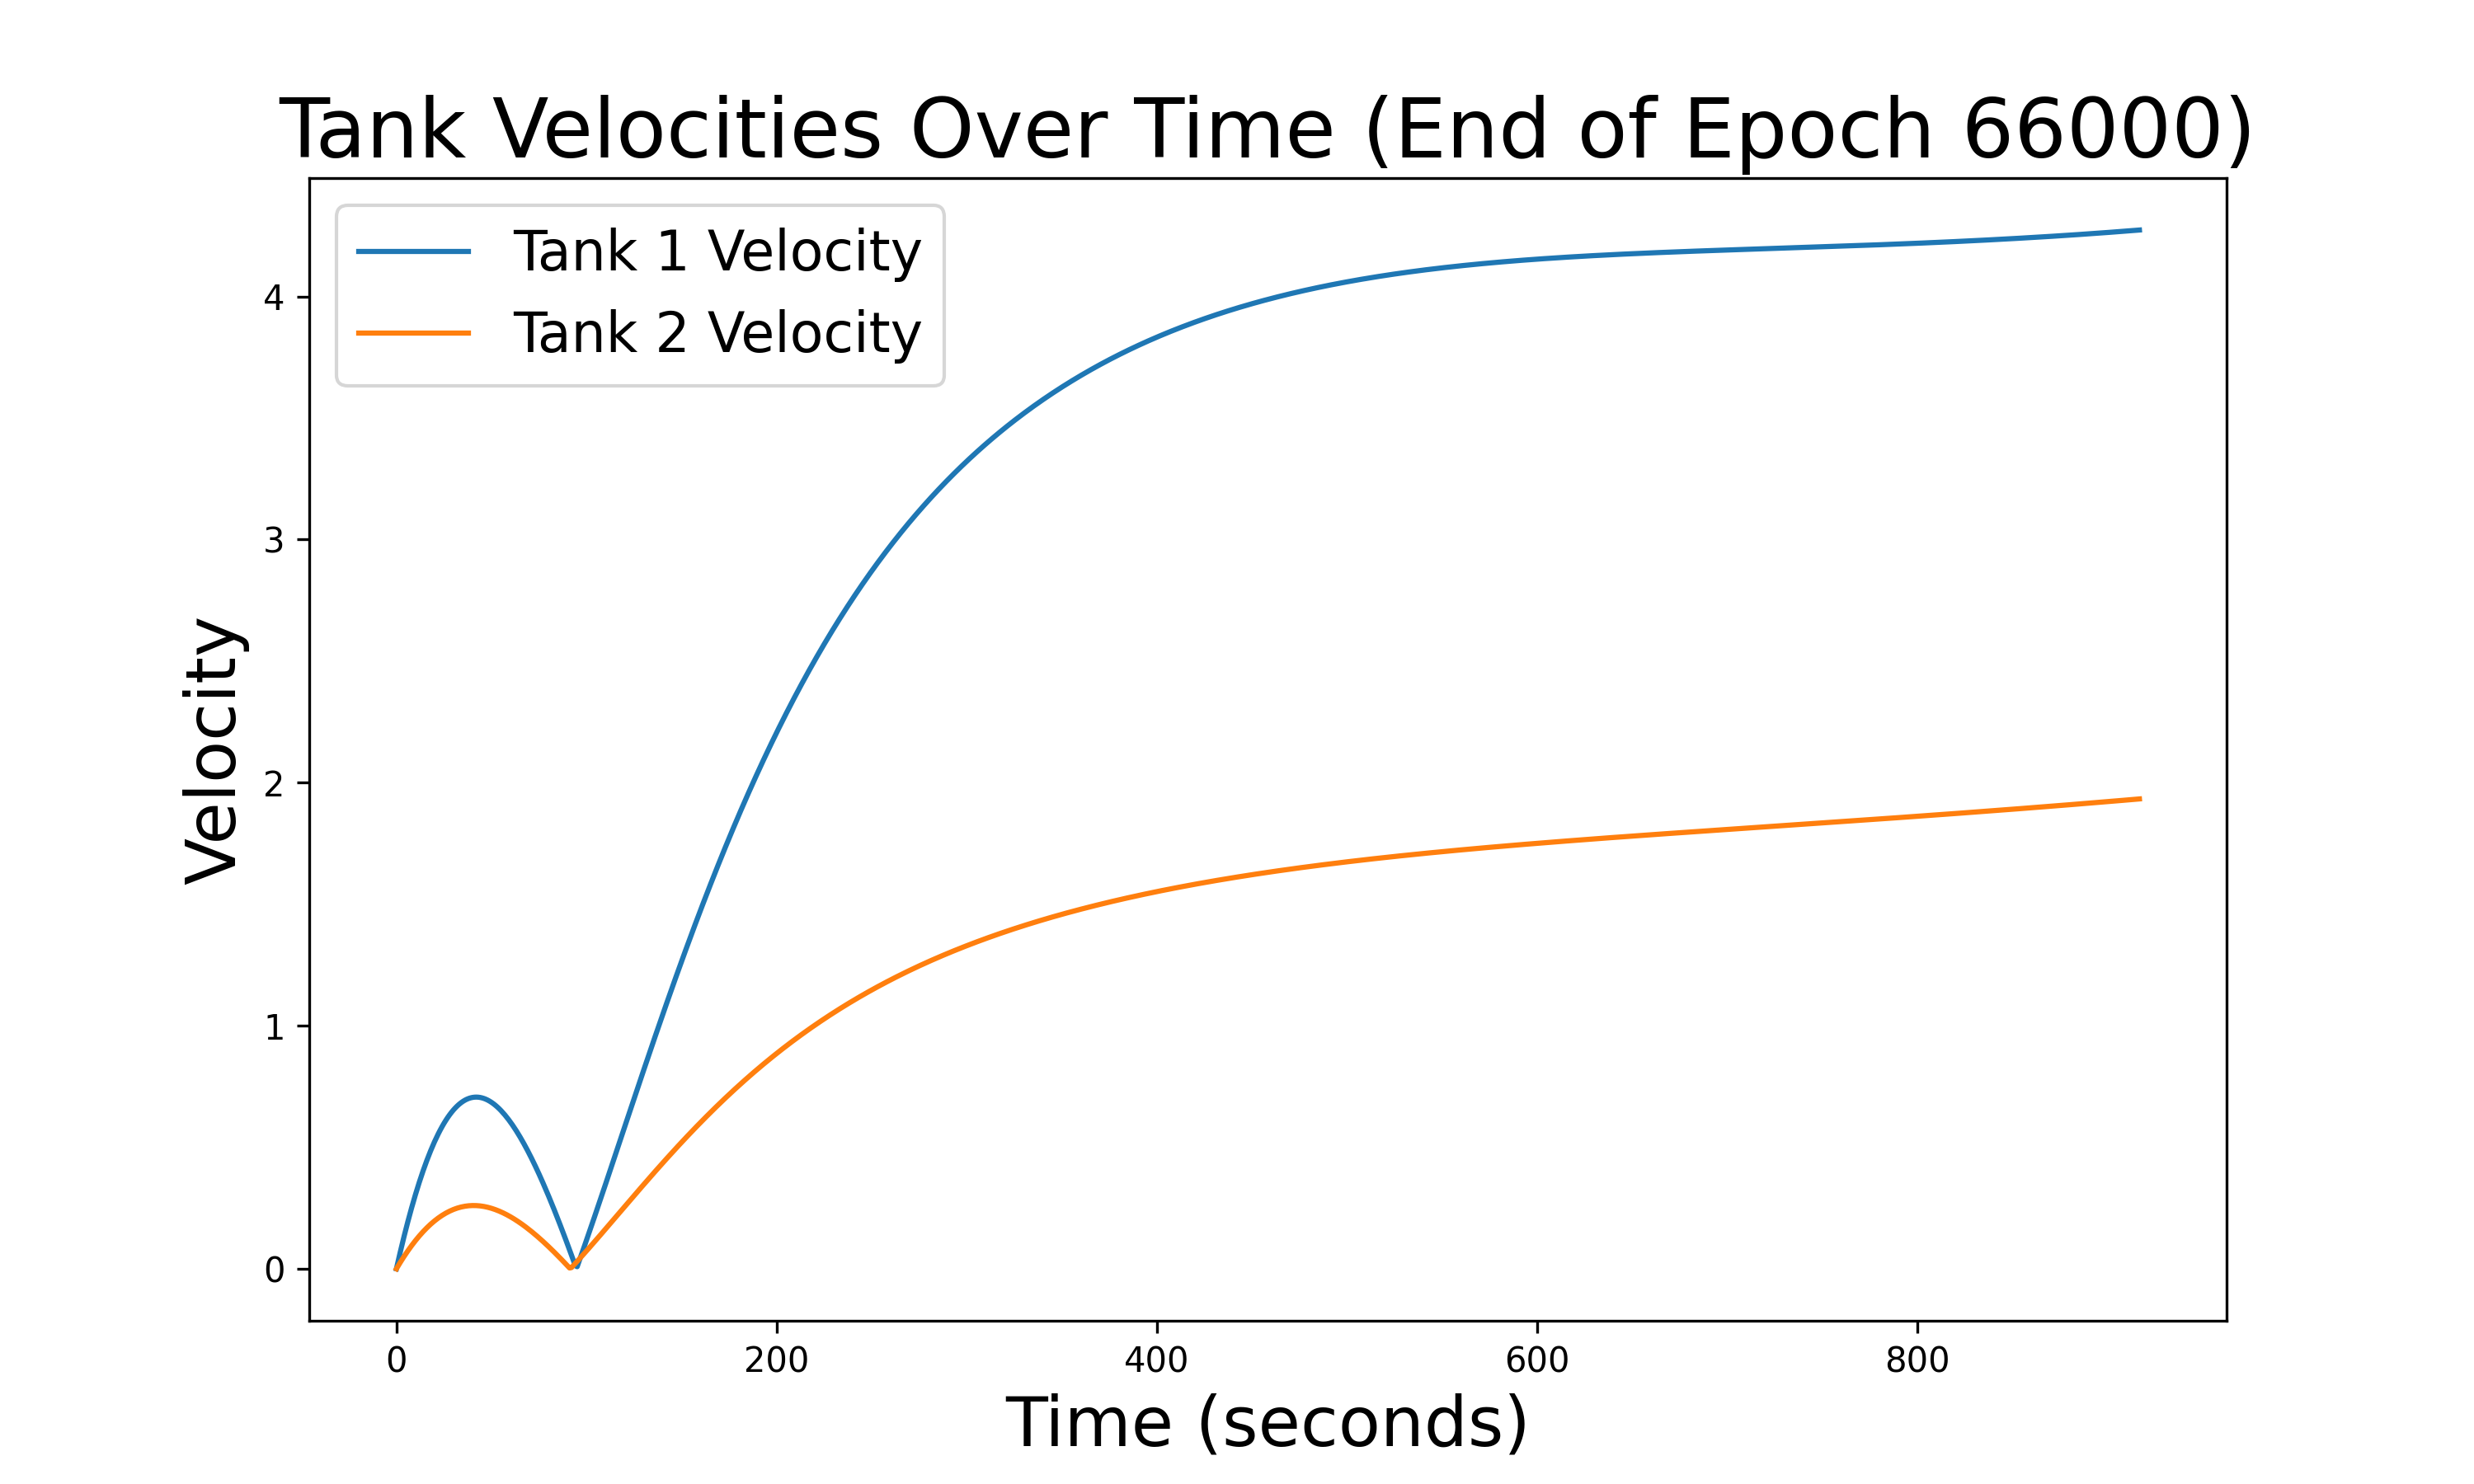 Tank Velocities Over Time (End of Epoch 66000)
Tank 1 Velocity
Tank 2 Velocity
Velocity
4
3
2
1
0
0 200 400 600 800
Time (seconds)